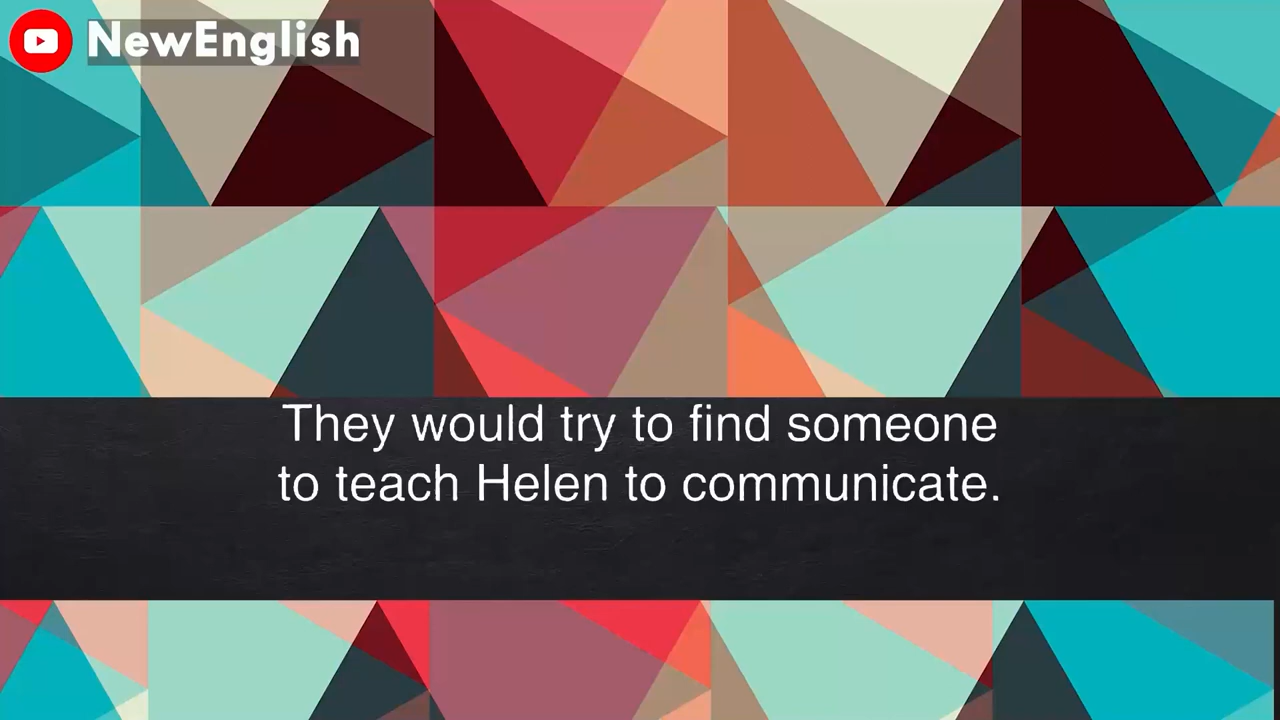 NewEnglish
They would try to find someone
to teach Helen to communicate.